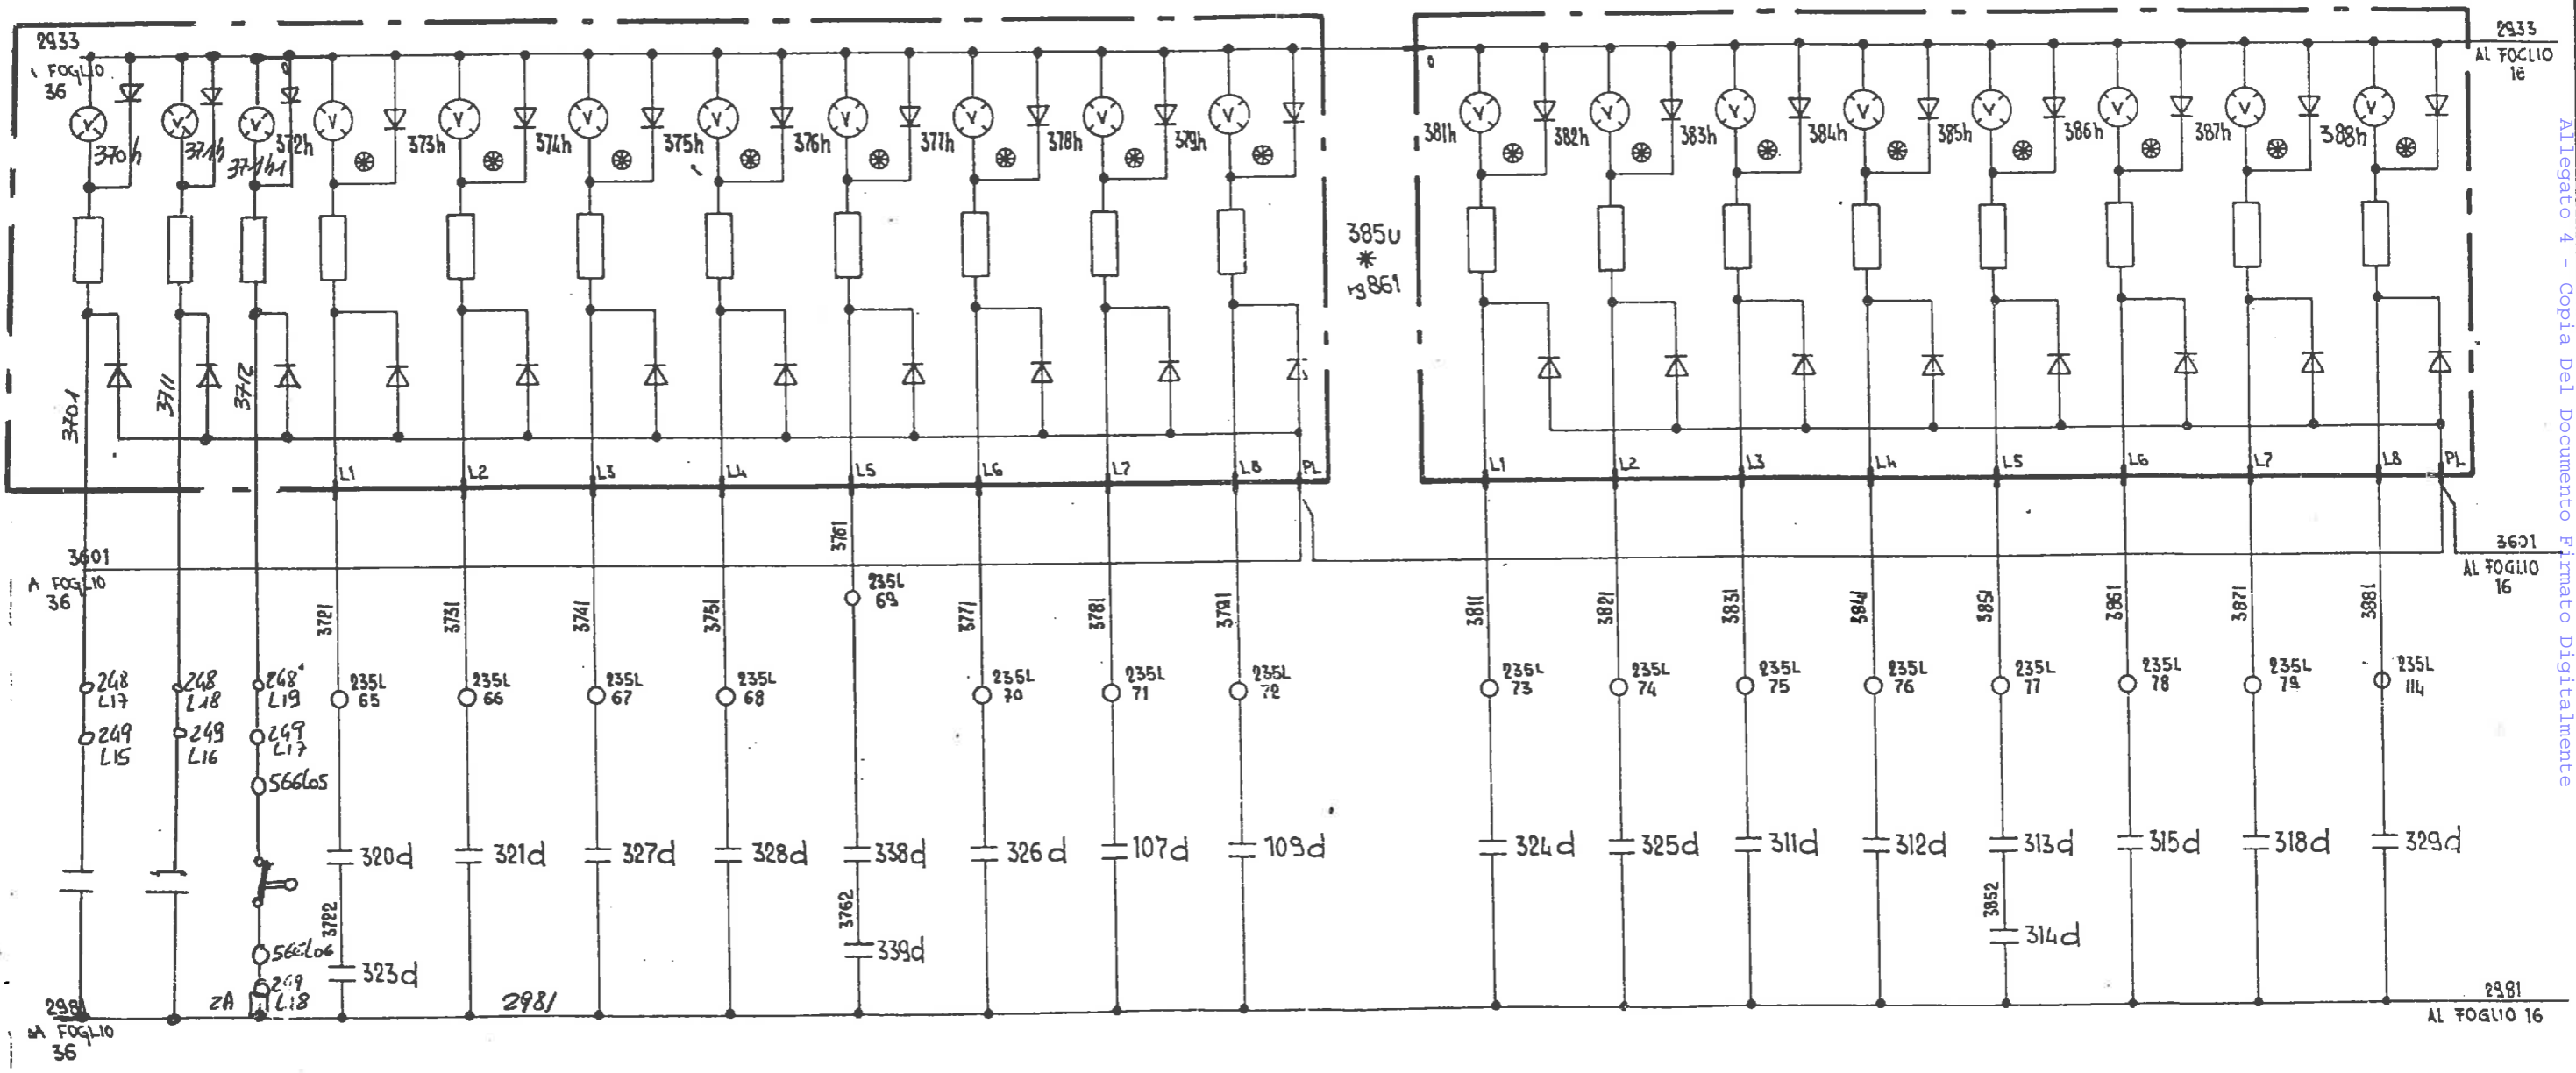 2933
FOGLIO
36
2933
AL FOGLIO
16
V V V V V V V V V V V
370h 371h 371h1 372h 373h 374h 375h 376h 377h 378h 379h
V V V V V V V V
381h 382h 383h 384h 385h 386h 387h 388h
385U
*
rg861
3701 3711 3712
L1 L2 L3 L4 L5 L6 L7 L8 PL
L1 L2 L3 L4 L5 L6 L7 L8 PL
3601
A FOGLIO
36
3601
AL FOGLIO
16
3721 3731 3741 3751 3761 3771 3781 3791
3811 3821 3831 3841 3851 3861 3871 3881
235L
69
248
L17
248
L18
248
L19
235L
65
235L
66
235L
67
235L
68
235L
70
235L
71
235L
72
235L
73
235L
74
235L
75
235L
76
235L
77
235L
78
235L
79
235L
114
249
L15
249
L16
249
L17
566L05
320d 321d 327d 328d 338d 326d 107d 109d
324d 325d 311d 312d 313d 315d 318d 329d
3722 3762 3852
566L06
323d 339d 314d
249
L18
2A
2981
A FOGLIO
36
2981
2981
AL FOGLIO 16
Allegato 4 - Copia Del Documento Firmato Digitalmente